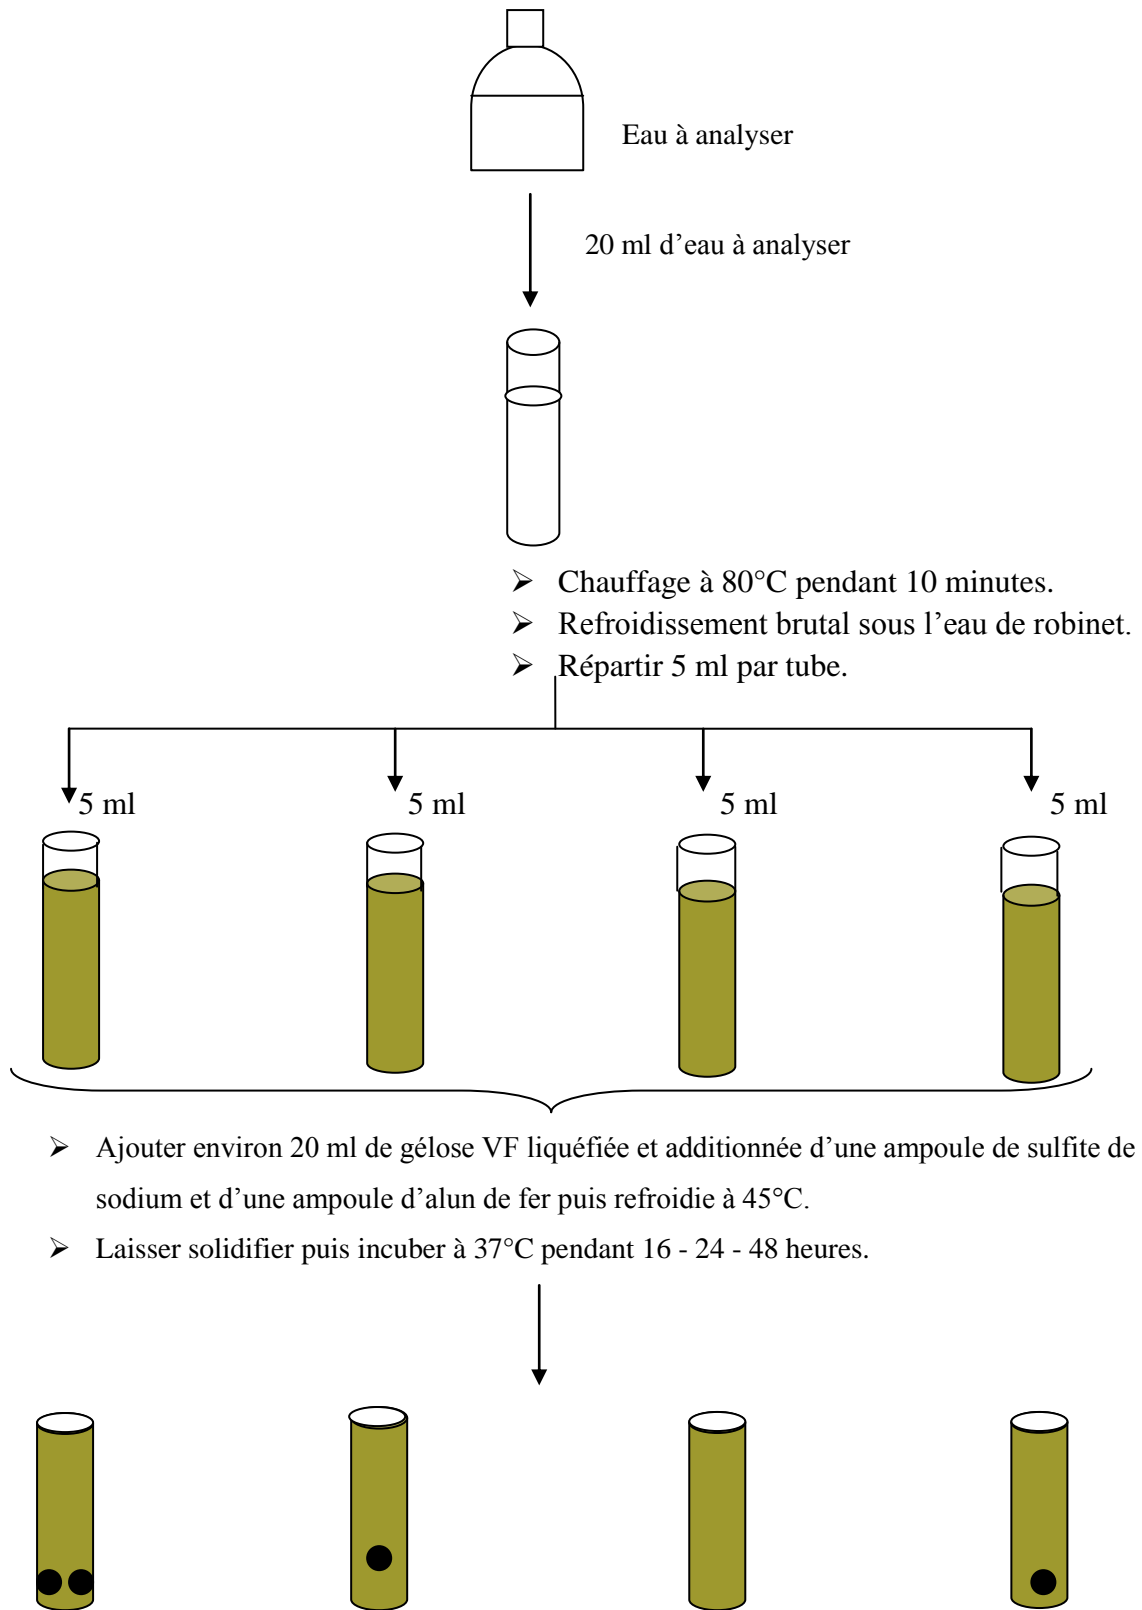 Eau à analyser
20 ml d’eau à analyser
➢ Chauffage à 80°C pendant 10 minutes.
➢ Refroidissement brutal sous l’eau de robinet.
➢ Répartir 5 ml par tube.
5 ml 5 ml 5 ml 5 ml
➢ Ajouter environ 20 ml de gélose VF liquéfiée et additionnée d’une ampoule de sulfite de
sodium et d’une ampoule d’alun de fer puis refroidie à 45°C.
➢ Laisser solidifier puis incuber à 37°C pendant 16 - 24 - 48 heures.